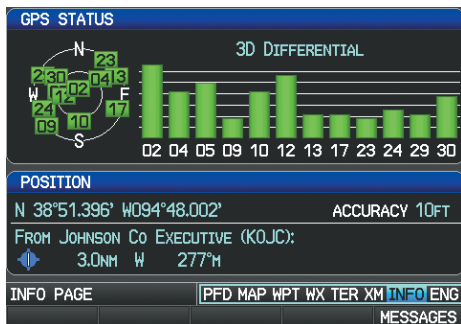 GPS STATUS
3D DIFFERENTIAL
N
23
2 30 04 13
W 1 02 F
24 10 17
09
S
02 04 05 09 10 12 13 17 23 24 29 30
POSITION
N 38°51.396' W094°48.002' ACCURACY 10FT
FROM JOHNSON CO EXECUTIVE (KOJC):
3.0NM W 277°M
INFO PAGE PFD MAP WPT WX TER XM INFO ENG
MESSAGES